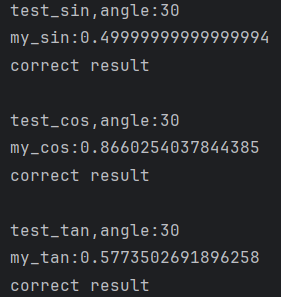 test_sin,angle:30
my_sin:0.49999999999999994
correct result
test_cos,angle:30
my_cos:0.8660254037844385
correct result
test_tan,angle:30
my_tan:0.5773502691896258
correct result